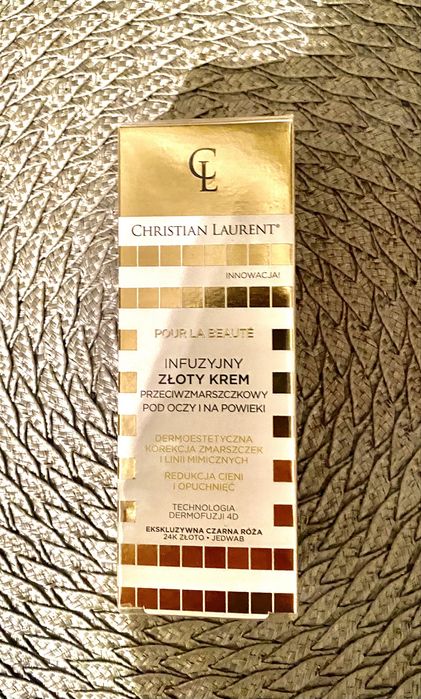 CL
CHRISTIAN LAURENT®
INNOWACJA!
POUR LA BEAUTÉ
INFUZYJNY
ZŁOTY KREM
PRZECIWZMARSZCZKOWY
POD OCZY I NA POWIEKI
DERMOESTETYCZNA
KOREKCJA ZMARSZCZEK
I LINII MIMICZNYCH
REDUKCJA CIENI
I OPUCHNIĘĆ
TECHNOLOGIA
DERMOFUZJI 4D
EKSKLUZYWNA CZARNA RÓŻA
24K ZŁOTO • JEDWAB